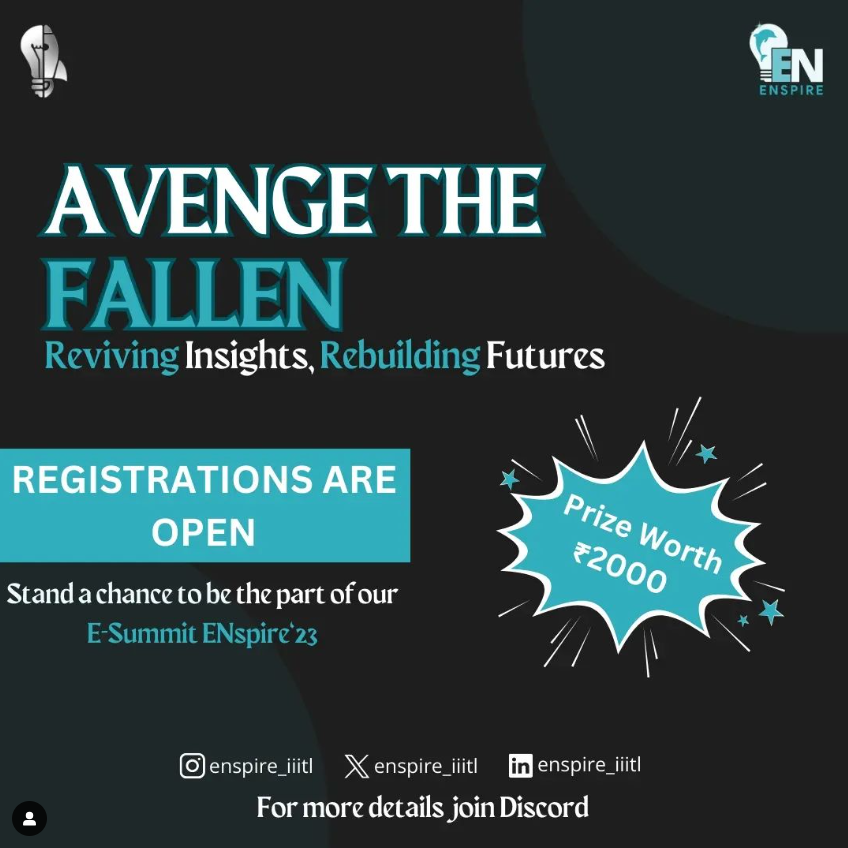 EN
ENSPIRE
AVENGE THE
FALLEN
Reviving Insights, Rebuilding Futures
REGISTRATIONS ARE
OPEN
Prize Worth
₹2000
Stand a chance to be the part of our
E-Summit ENspire‘23
enspire_iiitl enspire_iiitl enspire_iiitl
For more details join Discord